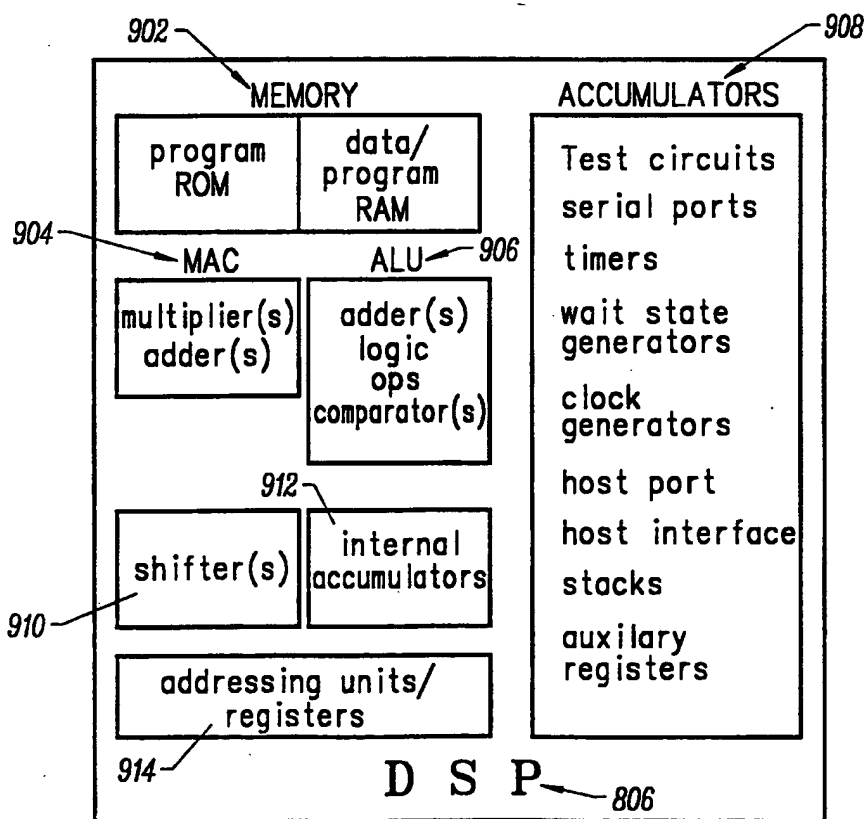 902
908
MEMORY
ACCUMULATORS
program
ROM
data/
program
RAM
904
MAC
ALU
906
multiplier(s)
adder(s)
adder(s)
logic
ops
comparator(s)
912
shifter(s)
internal
accumulators
910
addressing units/
registers
914
Test circuits
serial ports
timers
wait state
generators
clock
generators
host port
host interface
stacks
auxilary
registers
D S P
806